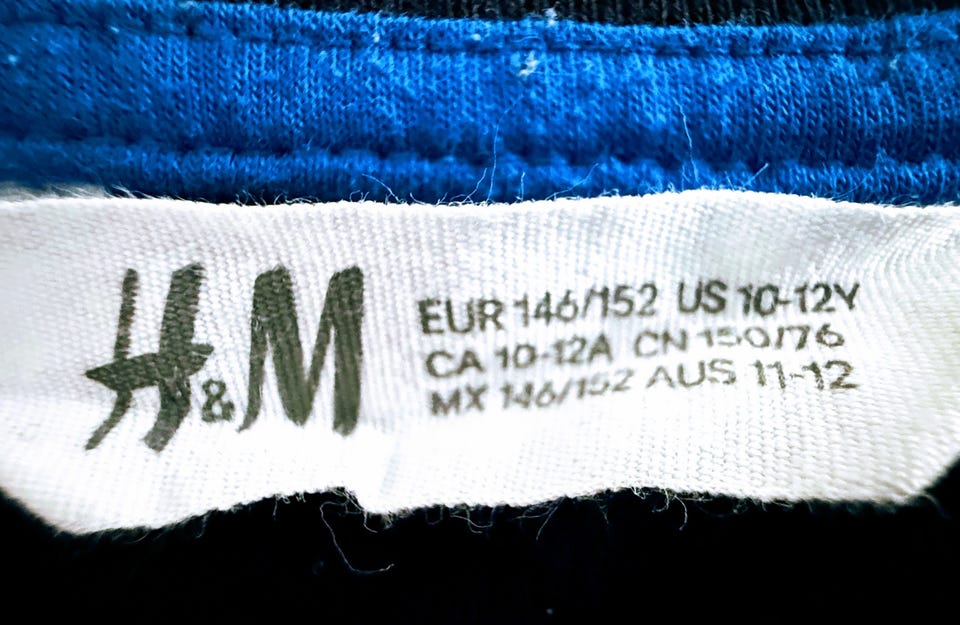 H&M
EUR 146/152 US 10-12Y
CA 10-12A CN 150/76
MX 146/152 AUS 11-12